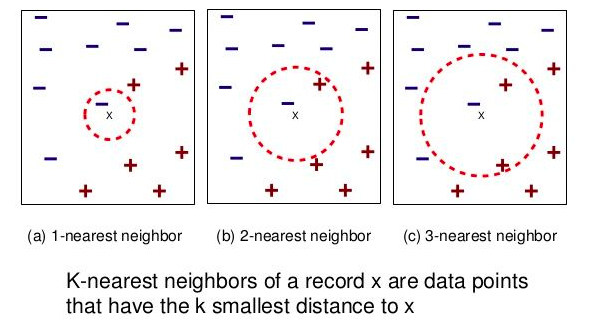 x
x
x
(a) 1-nearest neighbor
(b) 2-nearest neighbor
(c) 3-nearest neighbor
K-nearest neighbors of a record x are data points
that have the k smallest distance to x